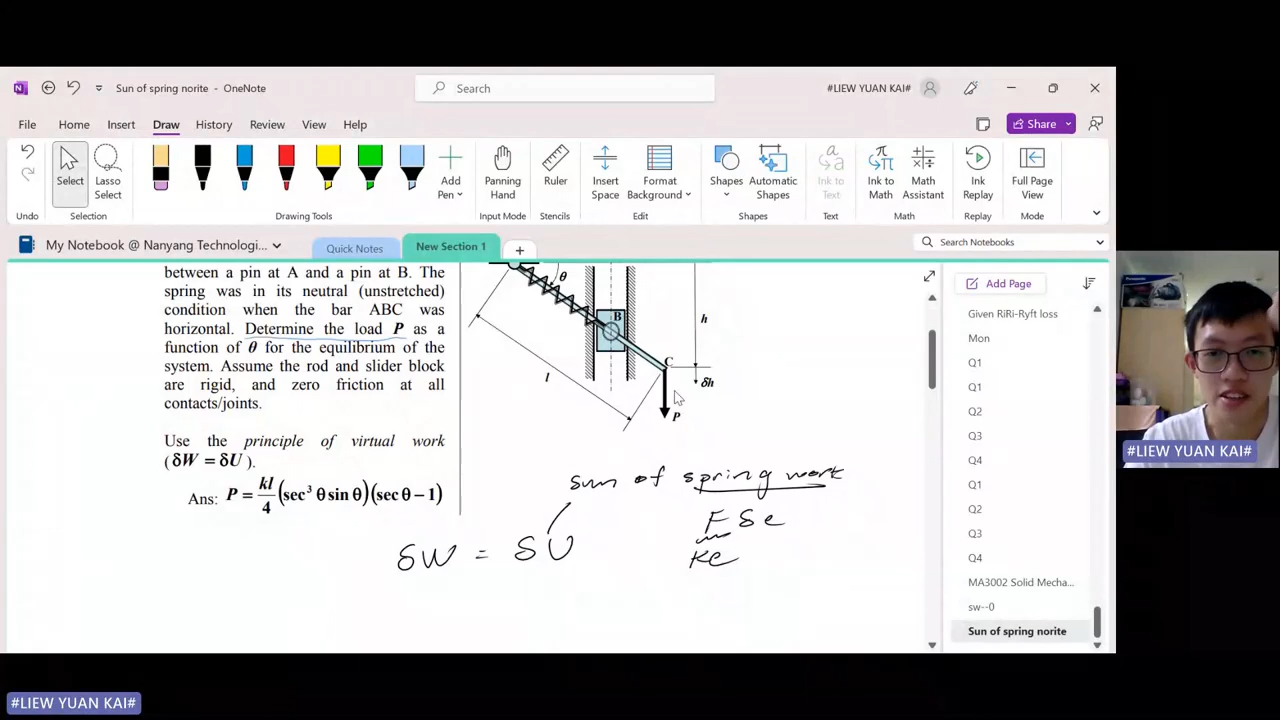 Sun of spring norite - OneNote
Search
#LIEW YUAN KAI#
File Home Insert Draw History Review View Help
Share
Undo
Select
Lasso Select
Selection
Drawing Tools
Add Pen
Panning Hand
Input Mode
Ruler
Stencils
Insert Space
Format Background
Edit
Shapes
Automatic Shapes
Shapes
Ink to Text
Text
Ink to Math
Math Assistant
Math
Ink Replay
Replay
Full Page View
Mode
My Notebook @ Nanyang Technologi...
Quick Notes
New Section 1
Search Notebooks
between a pin at A and a pin at B. The
spring was in its neutral (unstretched)
condition when the bar ABC was
horizontal. Determine the load P as a
function of θ for the equilibrium of the
system. Assume the rod and slider block
are rigid, and zero friction at all
contacts/joints.
Use the principle of virtual work
(δW = δU).
Ans: P = kl/4 (sec³ θ sin θ)(sec θ − 1)
θ
B
h
C
δh
l
P
sum of spring work
F δe
ke
δW = δU
Add Page
Given RiRi-Ryft loss
Mon
Q1
Q1
Q2
Q3
Q4
Q1
Q2
Q3
Q4
MA3002 Solid Mecha...
sw--0
Sun of spring norite
#LIEW YUAN KAI#
#LIEW YUAN KAI#